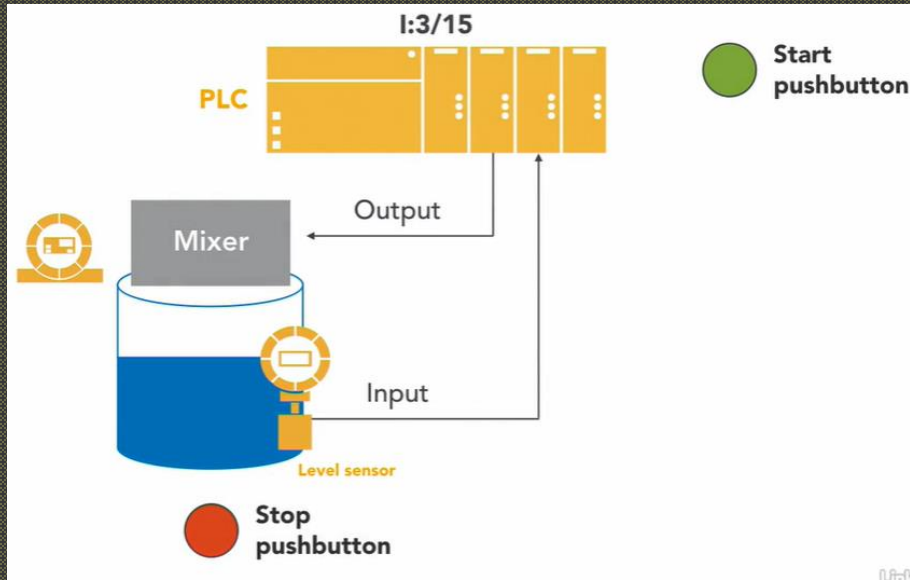 I:3/15
PLC
Start
pushbutton
Output
Mixer
Input
Level sensor
Stop
pushbutton